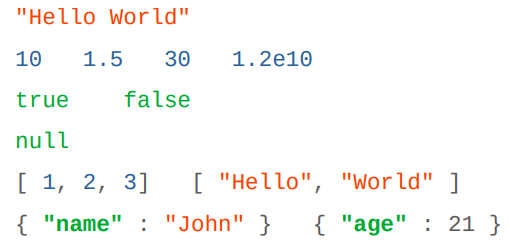 "Hello World"
10 1.5 30 1.2e10
true false
null
[ 1, 2, 3] [ "Hello", "World" ]
{ "name" : "John" } { "age" : 21 }